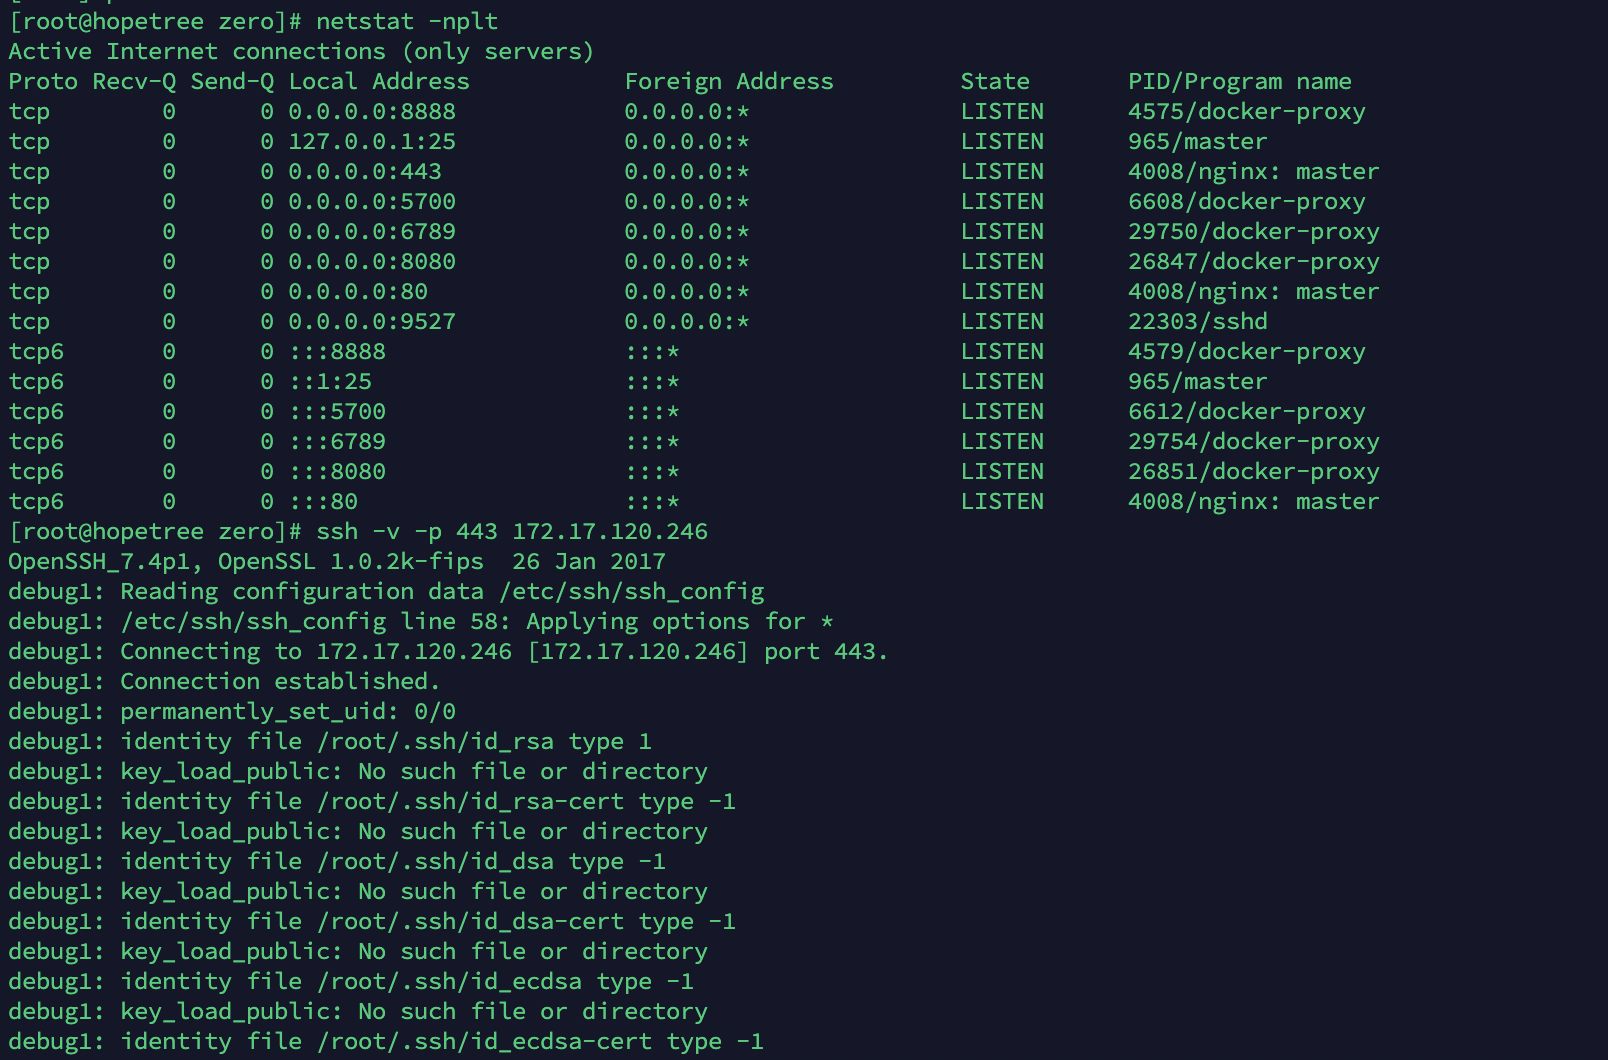 [root@hopetree zero]# netstat -nplt
Active Internet connections (only servers)
Proto Recv-Q Send-Q Local Address           Foreign Address         State       PID/Program name
tcp        0      0 0.0.0.0:8888            0.0.0.0:*               LISTEN      4575/docker-proxy
tcp        0      0 127.0.0.1:25            0.0.0.0:*               LISTEN      965/master
tcp        0      0 0.0.0.0:443             0.0.0.0:*               LISTEN      4008/nginx: master
tcp        0      0 0.0.0.0:5700            0.0.0.0:*               LISTEN      6608/docker-proxy
tcp        0      0 0.0.0.0:6789            0.0.0.0:*               LISTEN      29750/docker-proxy
tcp        0      0 0.0.0.0:8080            0.0.0.0:*               LISTEN      26847/docker-proxy
tcp        0      0 0.0.0.0:80              0.0.0.0:*               LISTEN      4008/nginx: master
tcp        0      0 0.0.0.0:9527            0.0.0.0:*               LISTEN      22303/sshd
tcp6       0      0 :::8888                 :::*                    LISTEN      4579/docker-proxy
tcp6       0      0 ::1:25                  :::*                    LISTEN      965/master
tcp6       0      0 :::5700                 :::*                    LISTEN      6612/docker-proxy
tcp6       0      0 :::6789                 :::*                    LISTEN      29754/docker-proxy
tcp6       0      0 :::8080                 :::*                    LISTEN      26851/docker-proxy
tcp6       0      0 :::80                   :::*                    LISTEN      4008/nginx: master
[root@hopetree zero]# ssh -v -p 443 172.17.120.246
OpenSSH_7.4p1, OpenSSL 1.0.2k-fips  26 Jan 2017
debug1: Reading configuration data /etc/ssh/ssh_config
debug1: /etc/ssh/ssh_config line 58: Applying options for *
debug1: Connecting to 172.17.120.246 [172.17.120.246] port 443.
debug1: Connection established.
debug1: permanently_set_uid: 0/0
debug1: identity file /root/.ssh/id_rsa type 1
debug1: key_load_public: No such file or directory
debug1: identity file /root/.ssh/id_rsa-cert type -1
debug1: key_load_public: No such file or directory
debug1: identity file /root/.ssh/id_dsa type -1
debug1: key_load_public: No such file or directory
debug1: identity file /root/.ssh/id_dsa-cert type -1
debug1: key_load_public: No such file or directory
debug1: identity file /root/.ssh/id_ecdsa type -1
debug1: key_load_public: No such file or directory
debug1: identity file /root/.ssh/id_ecdsa-cert type -1